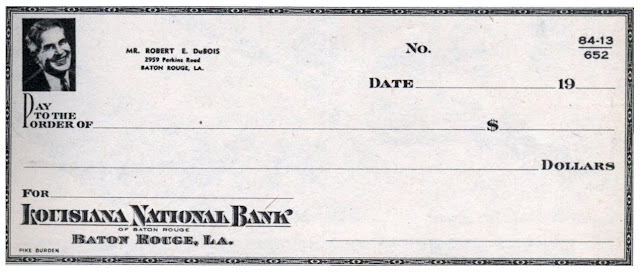 MR. ROBERT E. DuBOIS
2959 Perkins Road
BATON ROUGE, LA.
No.
84-13
652
DATE 19
PAY
TO THE
ORDER OF $
DOLLARS
FOR
LOUISIANA NATIONAL BANK
OF BATON ROUGE
BATON ROUGE, LA.
PIKE BURDEN